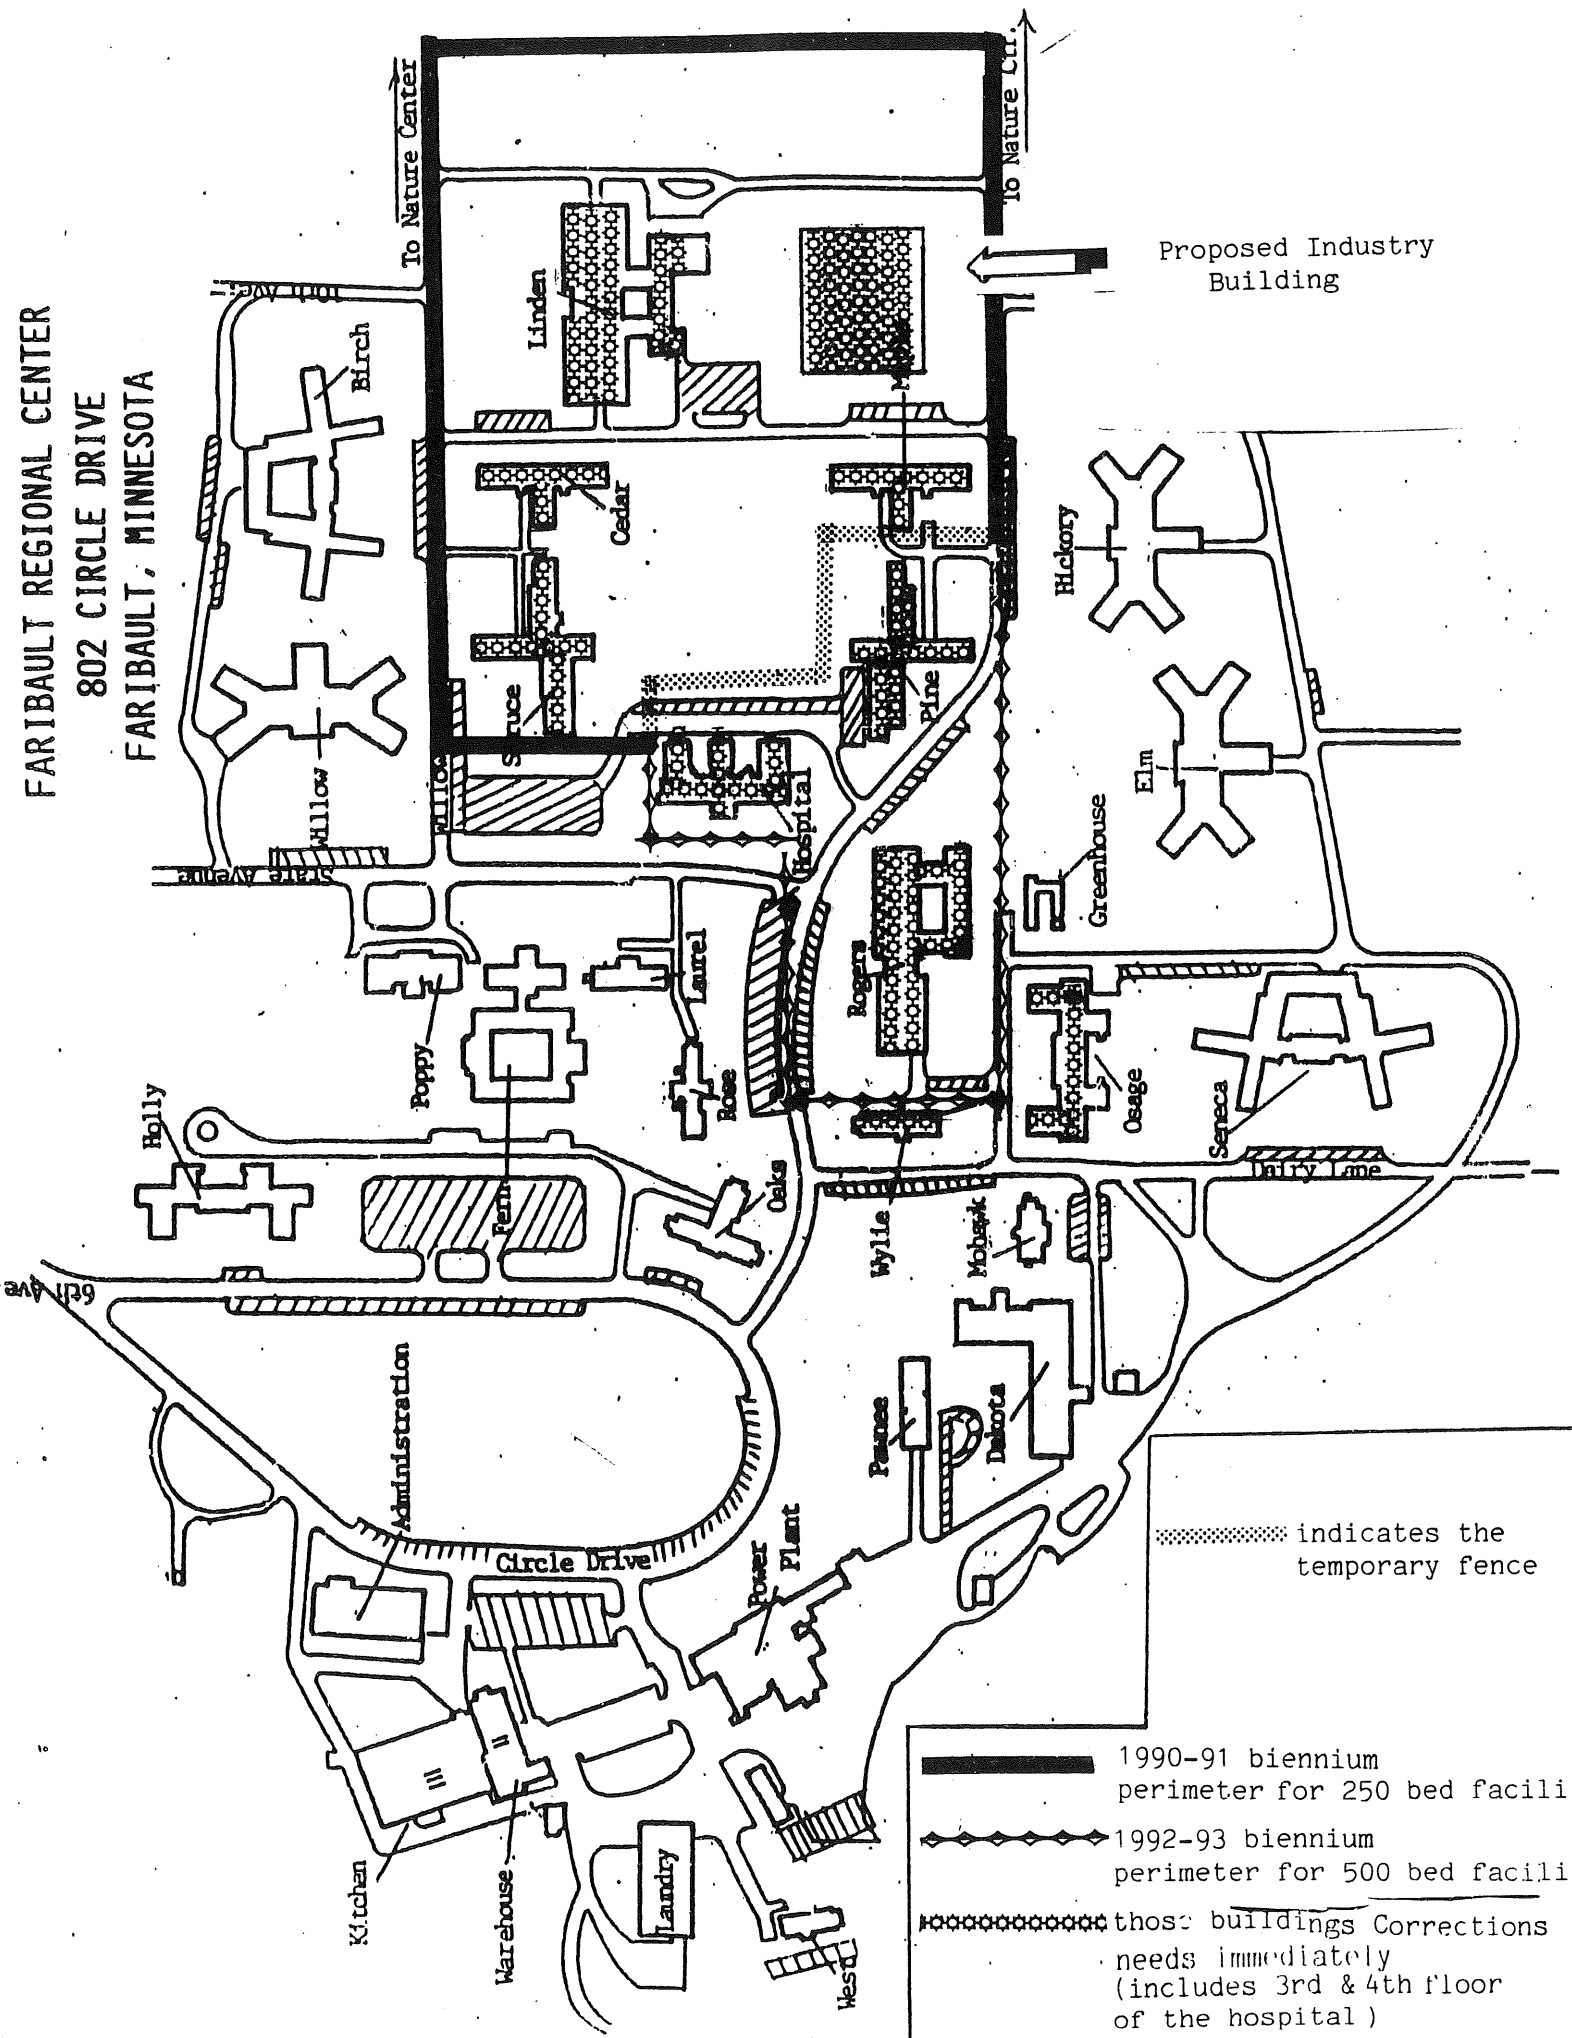 FARIBAULT REGIONAL CENTER
802 CIRCLE DRIVE
FARIBAULT, MINNESOTA
To Nature Center
To Nature Ctr.
Proposed Industry
Building
Birch
Linden
Cedar
Spruce
Willow
Willow
State Avenue
Hospital
Pine
Hickory
Elm
Greenhouse
Rogers
Osage
Seneca
Dairy Lane
Poppy
Laurel
Rose
Holly
Fern
Oaks
Wylie
Mohawk
6th Ave
Administration
Circle Drive
Pawnee
Dakota
Power
Plant
Kitchen
Warehouse
Laundry
West
indicates the
temporary fence
1990-91 biennium
perimeter for 250 bed facili
1992-93 biennium
perimeter for 500 bed facili
those buildings Corrections
needs immediately
(includes 3rd & 4th floor
of the hospital)